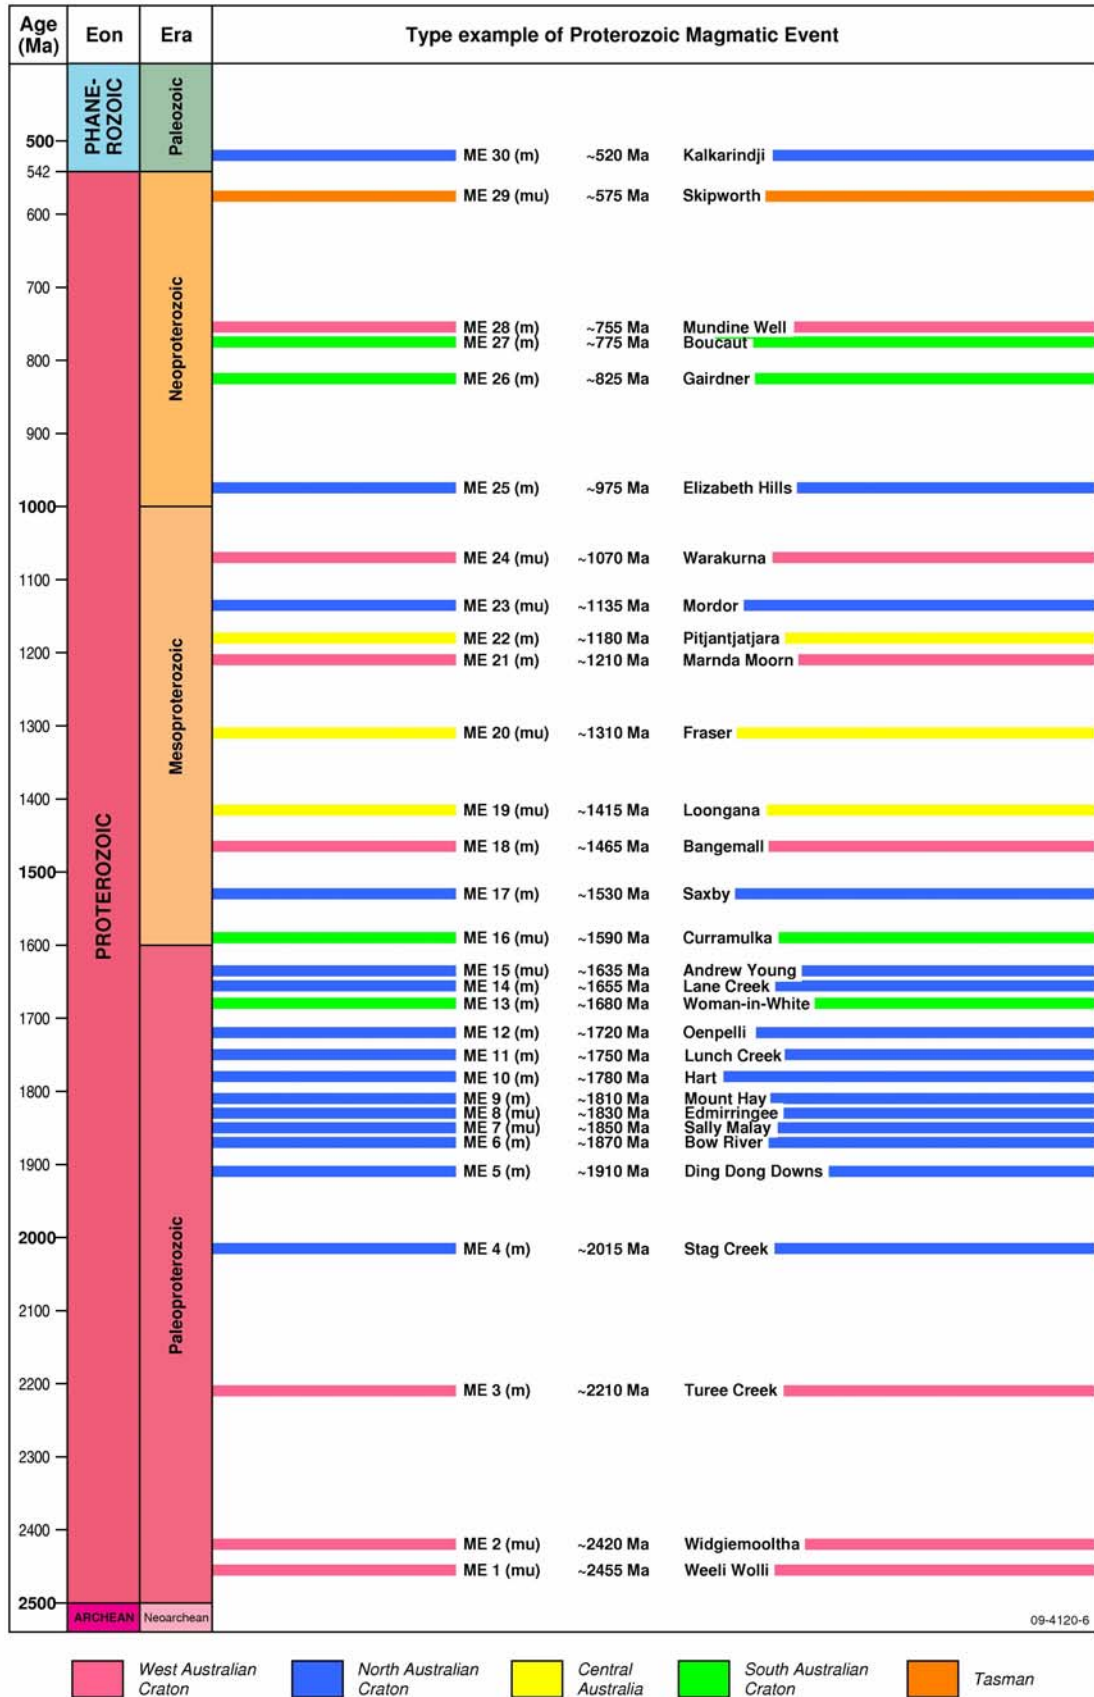 Age (Ma) Eon Era Type example of Proterozoic Magmatic Event
PHANE-ROZOIC
Paleozoic
500
ME 30 (m) ~520 Ma Kalkarindji
542
ME 29 (mu) ~575 Ma Skipworth
600
700
Neoproterozoic
ME 28 (m) ~755 Ma Mundine Well
ME 27 (m) ~775 Ma Boucaut
800
ME 26 (m) ~825 Ma Gairdner
900
ME 25 (m) ~975 Ma Elizabeth Hills
1000
ME 24 (mu) ~1070 Ma Warakurna
1100
ME 23 (mu) ~1135 Ma Mordor
ME 22 (m) ~1180 Ma Pitjantjatjara
1200
ME 21 (m) ~1210 Ma Marnda Moorn
Mesoproterozoic
1300
ME 20 (mu) ~1310 Ma Fraser
1400
ME 19 (mu) ~1415 Ma Loongana
ME 18 (m) ~1465 Ma Bangemall
PROTEROZOIC
1500
ME 17 (m) ~1530 Ma Saxby
ME 16 (mu) ~1590 Ma Curramulka
1600
ME 15 (mu) ~1635 Ma Andrew Young
ME 14 (m) ~1655 Ma Lane Creek
ME 13 (m) ~1680 Ma Woman-in-White
1700
ME 12 (m) ~1720 Ma Oenpelli
ME 11 (m) ~1750 Ma Lunch Creek
ME 10 (m) ~1780 Ma Hart
1800
ME 9 (m) ~1810 Ma Mount Hay
ME 8 (mu) ~1830 Ma Edmirringee
ME 7 (mu) ~1850 Ma Sally Malay
ME 6 (m) ~1870 Ma Bow River
1900
ME 5 (m) ~1910 Ma Ding Dong Downs
2000
ME 4 (m) ~2015 Ma Stag Creek
Paleoproterozoic
2100
2200
ME 3 (m) ~2210 Ma Turee Creek
2300
2400
ME 2 (mu) ~2420 Ma Widgiemooltha
ME 1 (mu) ~2455 Ma Weeli Wolli
2500
ARCHEAN Neoarchean
09-4120-6
West Australian Craton
North Australian Craton
Central Australia
South Australian Craton
Tasman